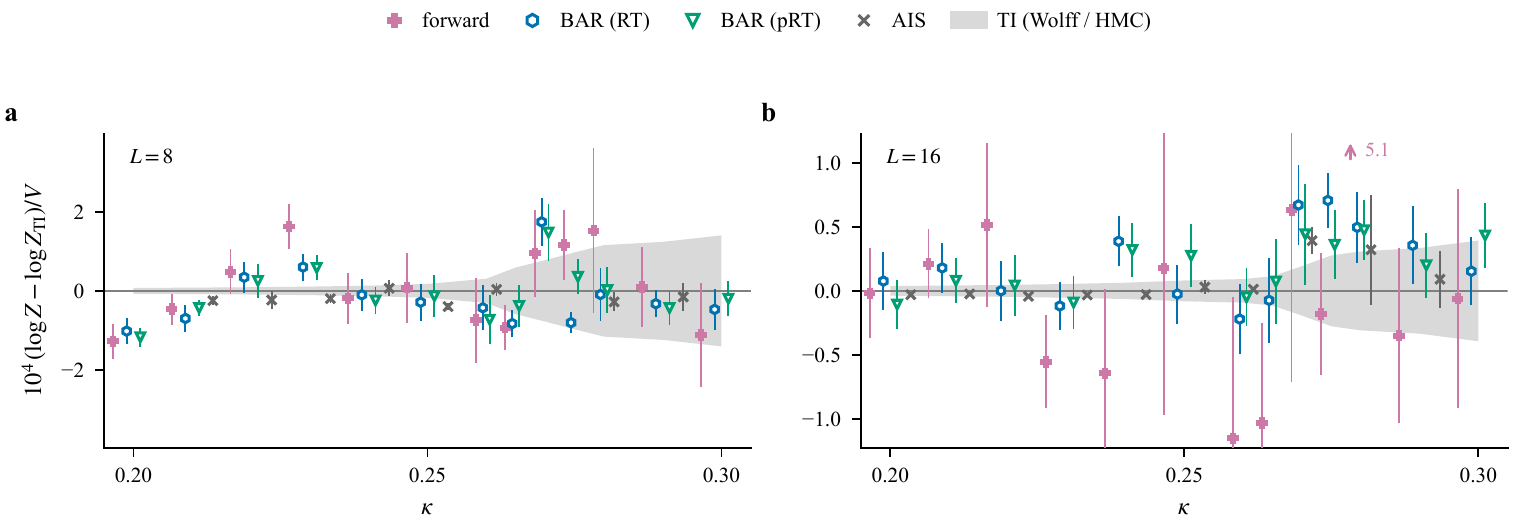 forward BAR (RT) BAR (pRT) AIS TI (Wolff / HMC)
a
L = 8
10⁴ (log Z − log Z_TI)/V
2
0
−2
0.20 0.25 0.30
κ
b
L = 16
5.1
1.0
0.5
0.0
−0.5
−1.0
0.20 0.25 0.30
κ